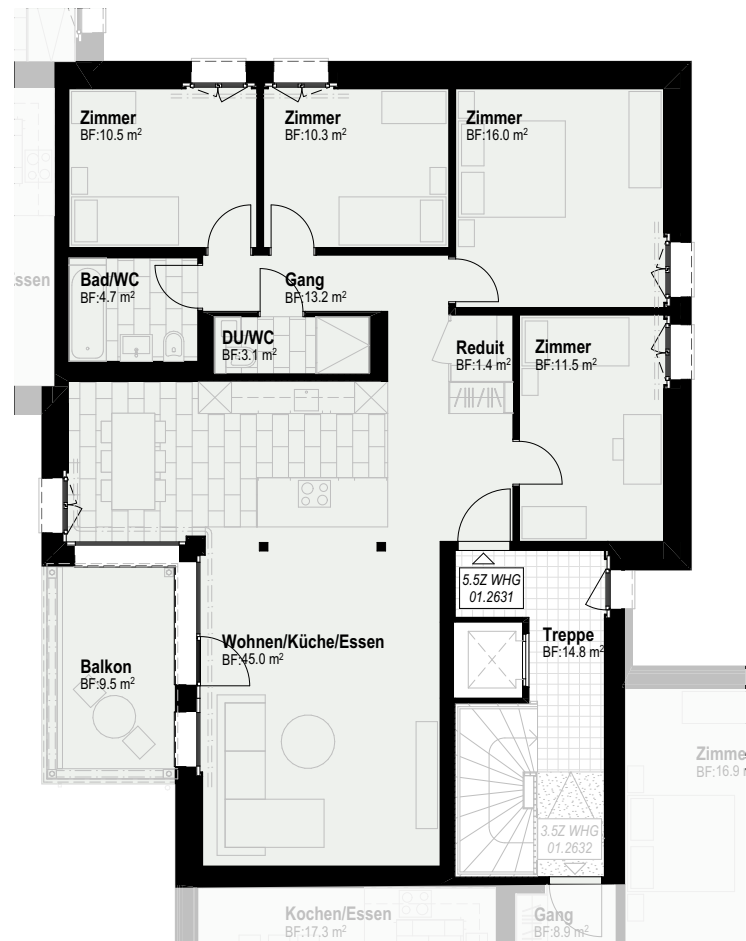 Zimmer
BF:10.5 m²
Zimmer
BF:10.3 m²
Zimmer
BF:16.0 m²
ssen
Bad/WC
BF:4.7 m²
Gang
BF:13.2 m²
DU/WC
BF:3.1 m²
Reduit
BF:1.4 m²
Zimmer
BF:11.5 m²
5.5Z WHG
01.2631
Wohnen/Küche/Essen
BF:45.0 m²
Treppe
BF:14.8 m²
Balkon
BF:9.5 m²
Zimme
BF:16.9 m
3.5Z WHG
01.2632
Kochen/Essen
BF:17.3 m²
Gang
BF:8.9 m²